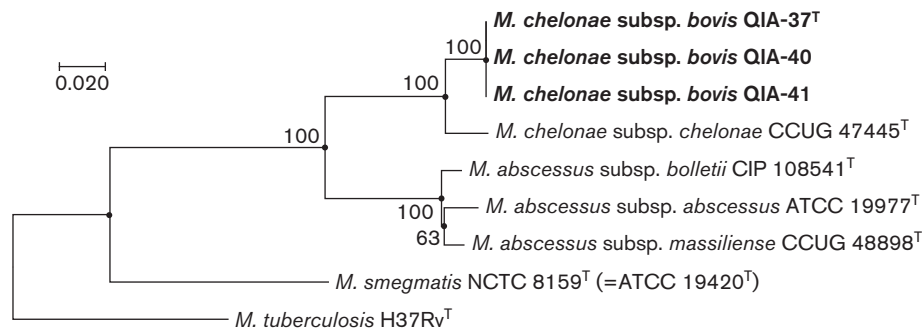 M. chelonae subsp. bovis QIA-37ᵀ
100
M. chelonae subsp. bovis QIA-40
0.020
100
M. chelonae subsp. bovis QIA-41
100
M. chelonae subsp. chelonae CCUG 47445ᵀ
M. abscessus subsp. bolletii CIP 108541ᵀ
100
M. abscessus subsp. abscessus ATCC 19977ᵀ
63
M. abscessus subsp. massiliense CCUG 48898ᵀ
M. smegmatis NCTC 8159ᵀ (=ATCC 19420ᵀ)
M. tuberculosis H37Rvᵀ